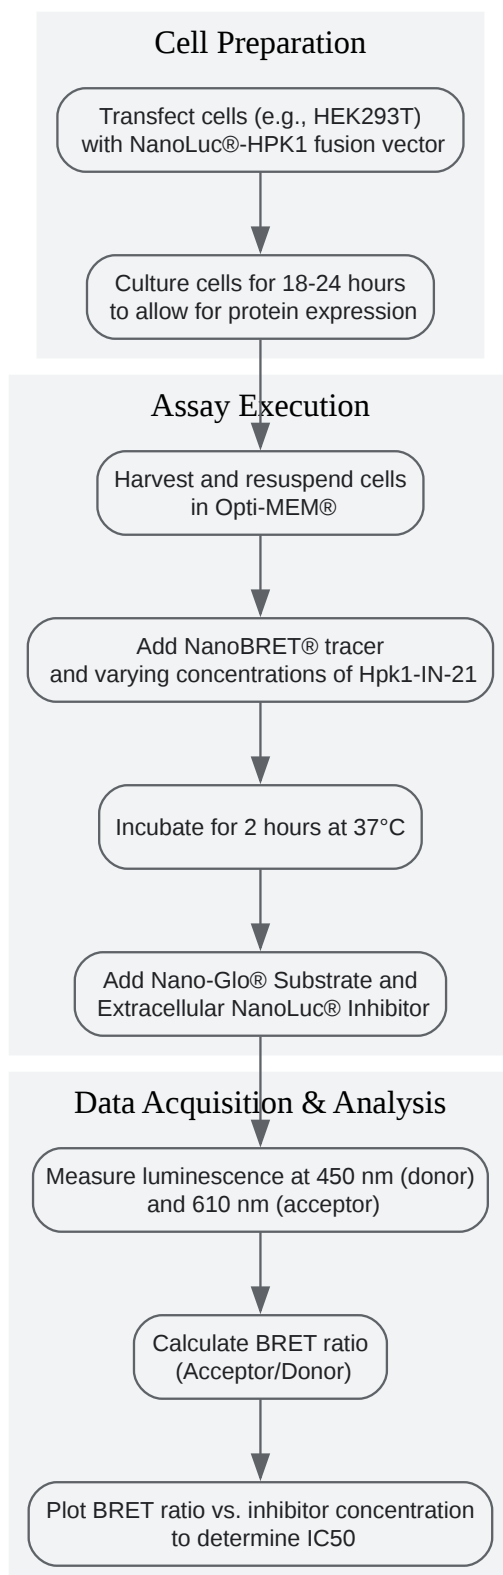 Cell Preparation
Transfect cells (e.g., HEK293T)
with NanoLuc®-HPK1 fusion vector
Culture cells for 18-24 hours
to allow for protein expression
Assay Execution
Harvest and resuspend cells
in Opti-MEM®
Add NanoBRET® tracer
and varying concentrations of Hpk1-IN-21
Incubate for 2 hours at 37°C
Add Nano-Glo® Substrate and
Extracellular NanoLuc® Inhibitor
Data Acquisition & Analysis
Measure luminescence at 450 nm (donor)
and 610 nm (acceptor)
Calculate BRET ratio
(Acceptor/Donor)
Plot BRET ratio vs. inhibitor concentration
to determine IC50